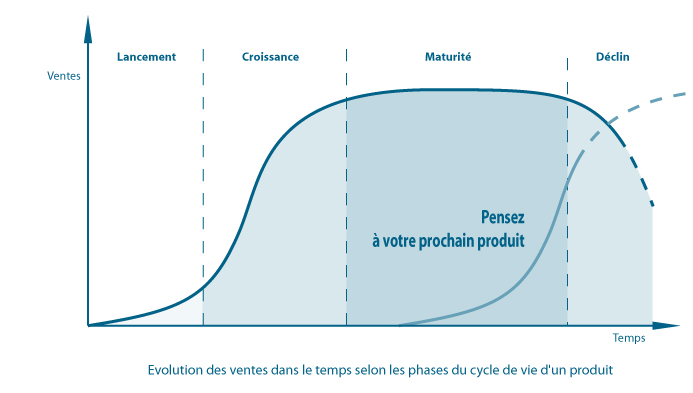 Lancement
Croissance
Maturité
Déclin
Ventes
Pensez
à votre prochain produit
Temps
Evolution des ventes dans le temps selon les phases du cycle de vie d'un produit